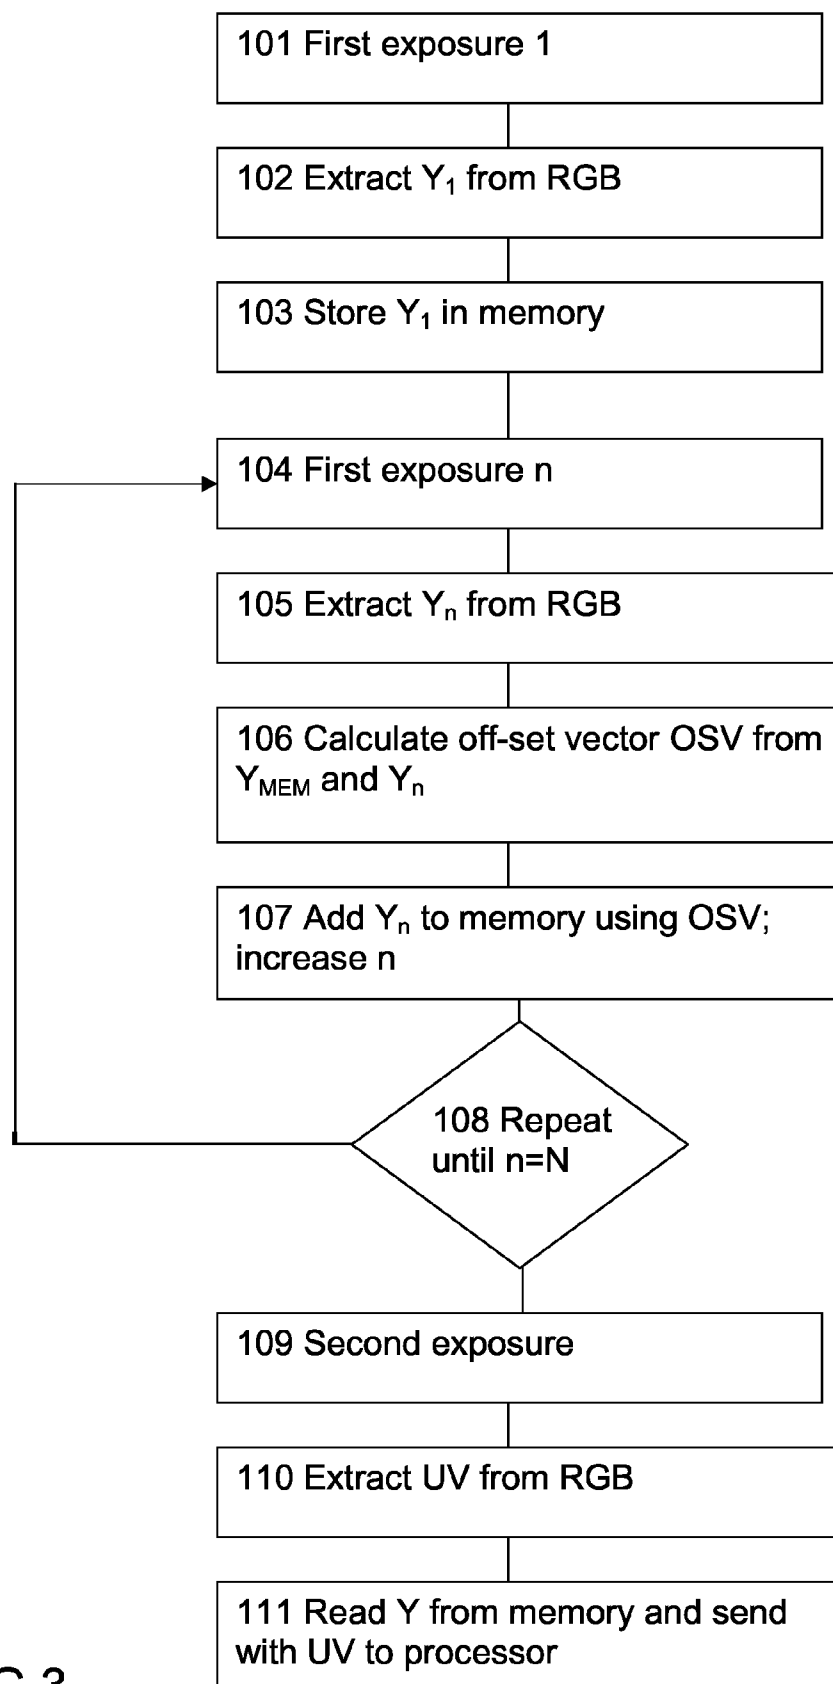 101 First exposure 1
102 Extract Y₁ from RGB
103 Store Y₁ in memory
104 First exposure n
105 Extract Yₙ from RGB
106 Calculate off-set vector OSV from
Y_MEM and Yₙ
107 Add Yₙ to memory using OSV;
increase n
108 Repeat
until n=N
109 Second exposure
110 Extract UV from RGB
111 Read Y from memory and send
with UV to processor